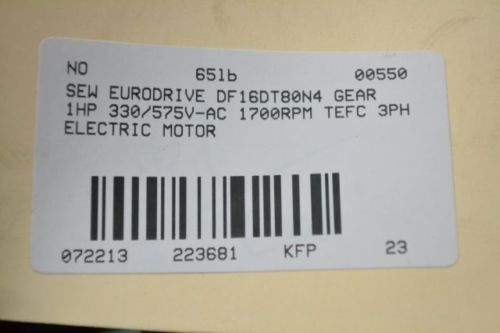 NO 65lb 00550
SEW EURODRIVE DF16DT80N4 GEAR
1HP 330/575V-AC 1700RPM TEFC 3PH
ELECTRIC MOTOR
072213 223681 KFP 23